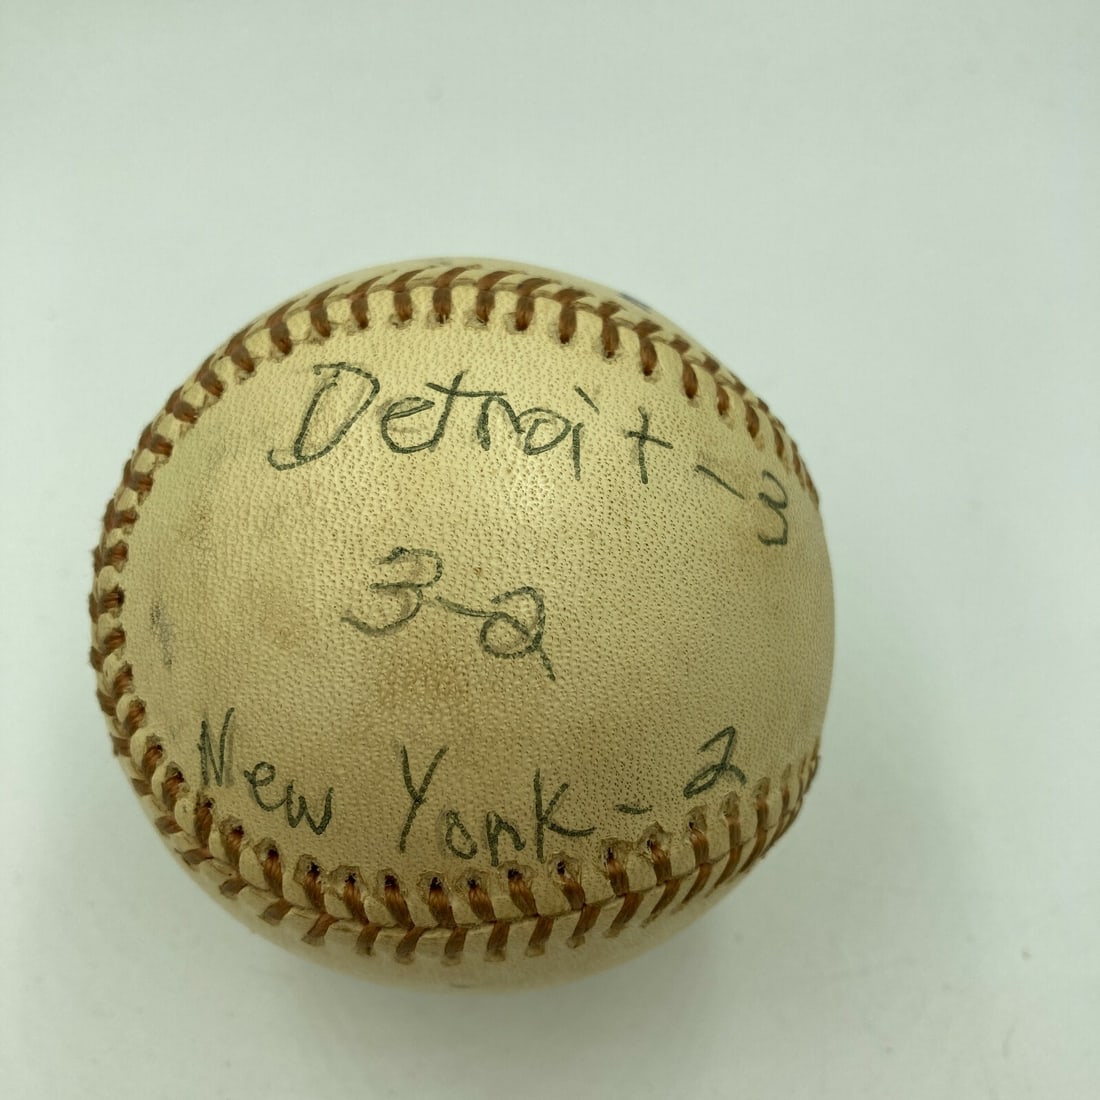 Detroit - 3
3-2
New York - 2